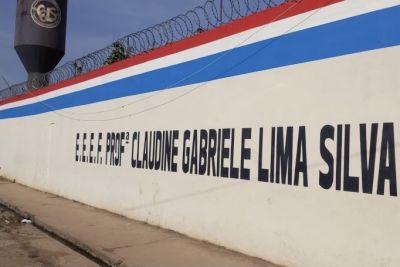 E.E.E.F. PROFª CLAUDINE GABRIELE LIMA SILVA